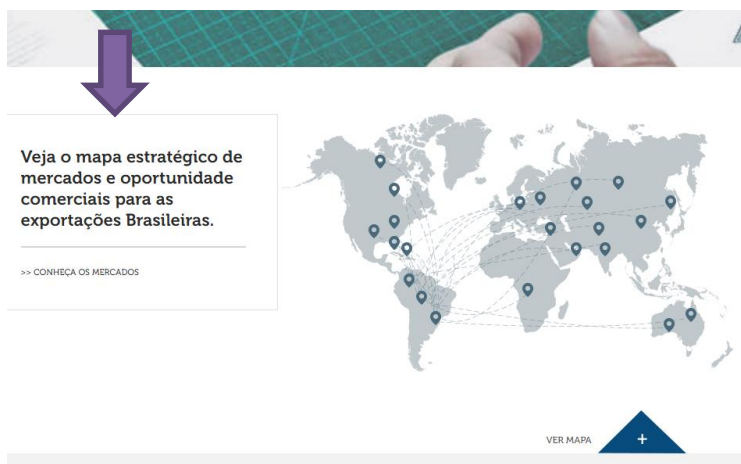 Veja o mapa estratégico de
mercados e oportunidade
comerciais para as
exportações Brasileiras.
>> CONHEÇA OS MERCADOS
VER MAPA
+